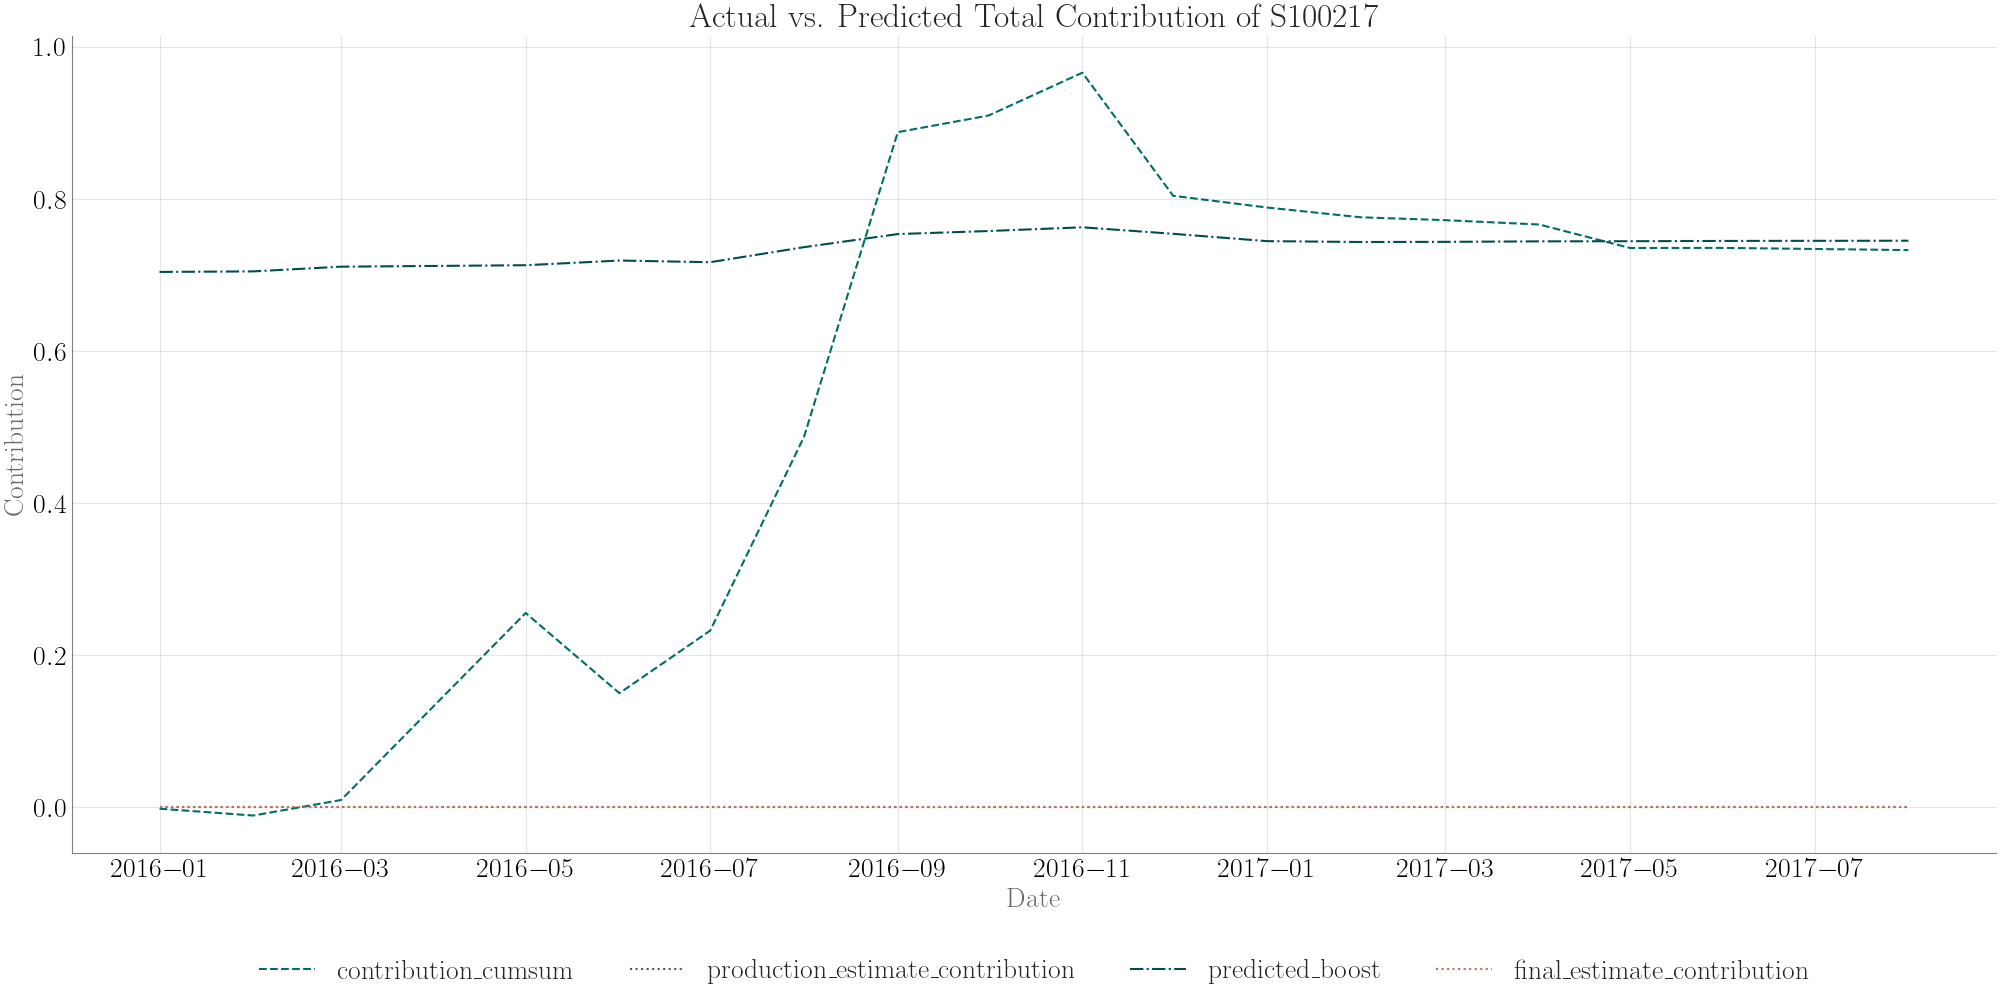 Actual vs. Predicted Total Contribution of S100217
1.0
0.8
0.6
0.4
0.2
0.0
Contribution
2016−01 2016−03 2016−05 2016−07 2016−09 2016−11 2017−01 2017−03 2017−05 2017−07
Date
contribution_cumsum production_estimate_contribution predicted_boost final_estimate_contribution